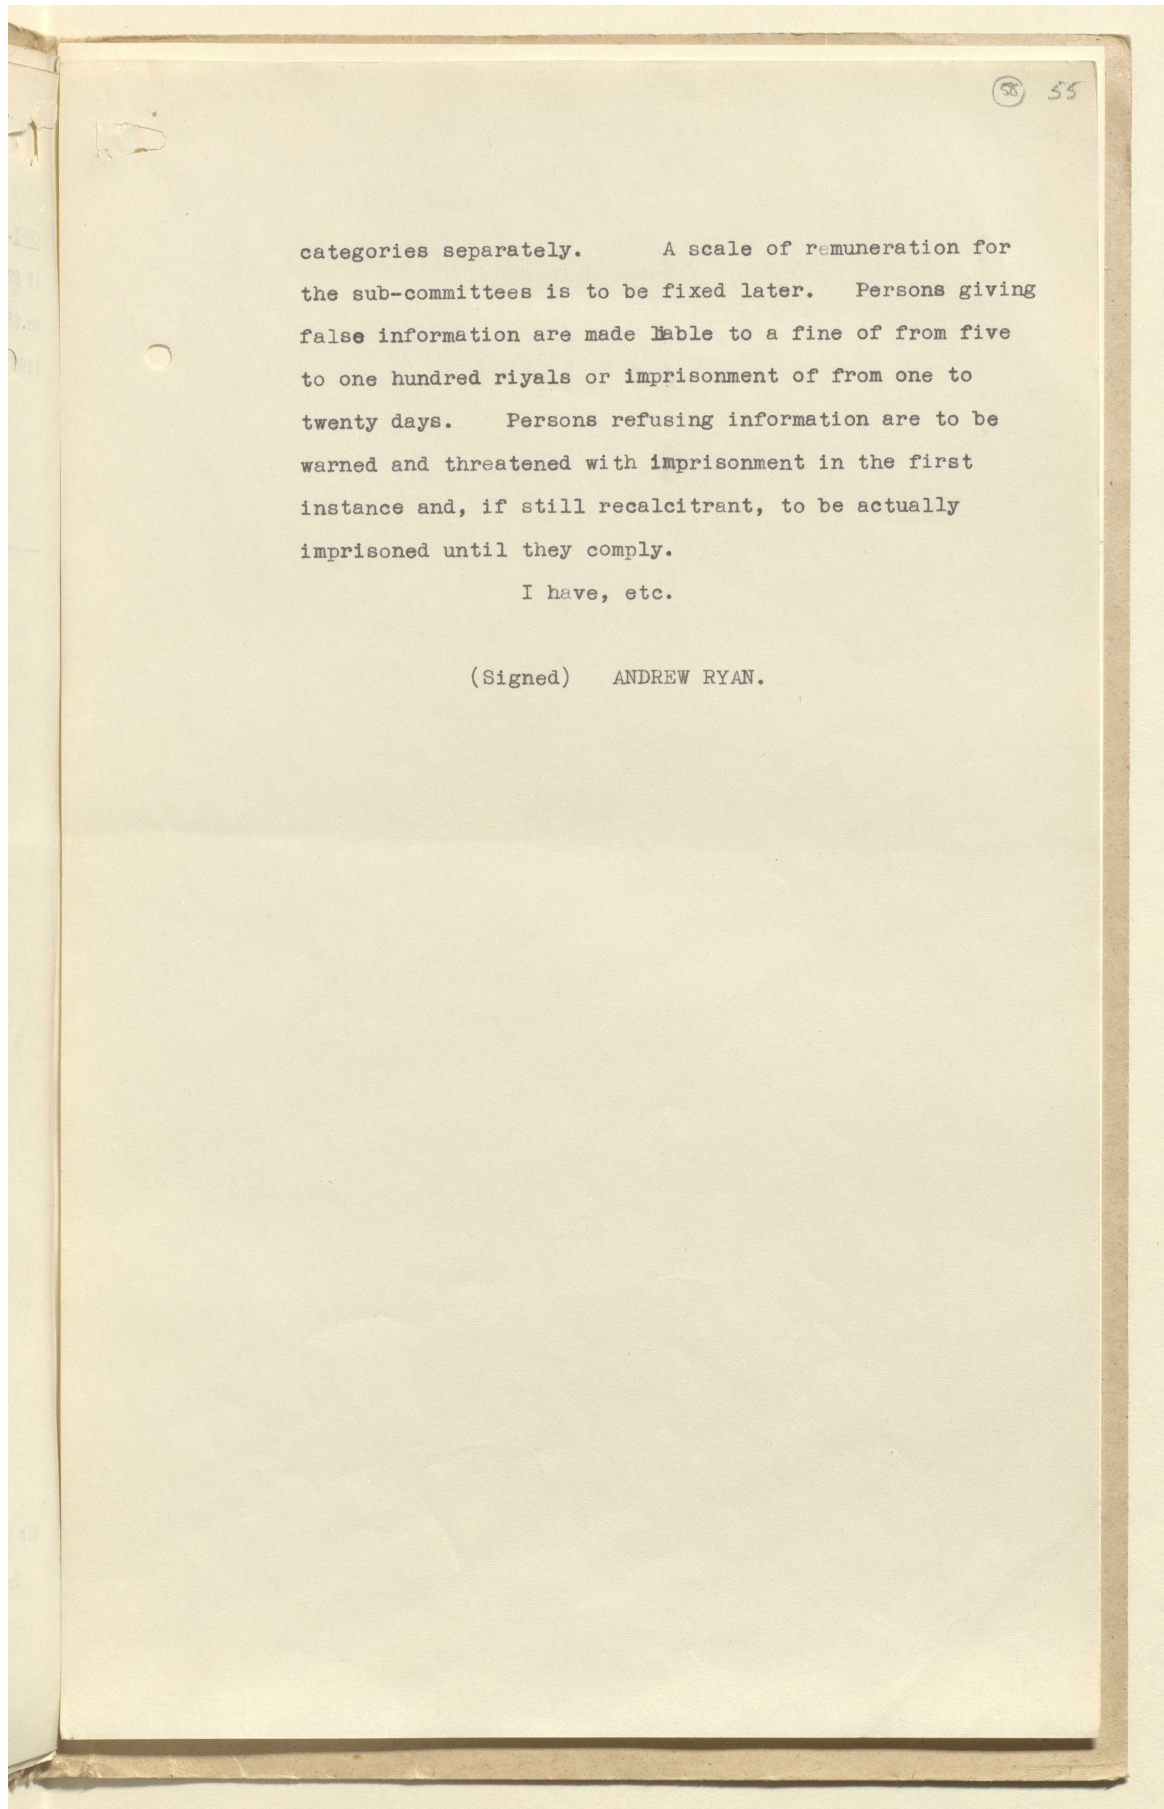 58 55
categories separately. A scale of remuneration for
the sub-committees is to be fixed later. Persons giving
false information are made liable to a fine of from five
to one hundred riyals or imprisonment of from one to
twenty days. Persons refusing information are to be
warned and threatened with imprisonment in the first
instance and, if still recalcitrant, to be actually
imprisoned until they comply.
I have, etc.
(Signed) ANDREW RYAN.